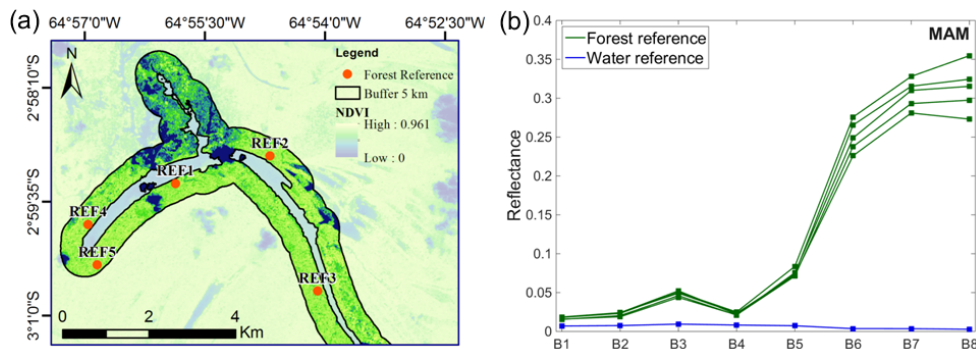 (a)
64°57'0"W 64°55'30"W 64°54'0"W 64°52'30"W
2°58'10"S
2°59'35"S
3°1'10"S
N
Legend
Forest Reference
Buffer 5 km
NDVI
High : 0.961
Low : 0
REF2
REF1
REF4
REF5
REF3
0 2 4
Km
(b)
MAM
Forest reference
Water reference
Reflectance
0.4
0.35
0.3
0.25
0.2
0.15
0.1
0.05
0
B1 B2 B3 B4 B5 B6 B7 B8